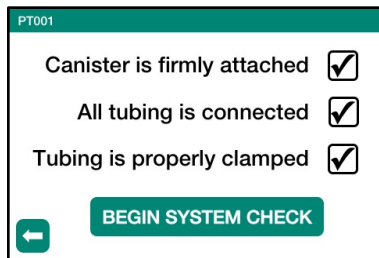 PT001
Canister is firmly attached
All tubing is connected
Tubing is properly clamped
BEGIN SYSTEM CHECK